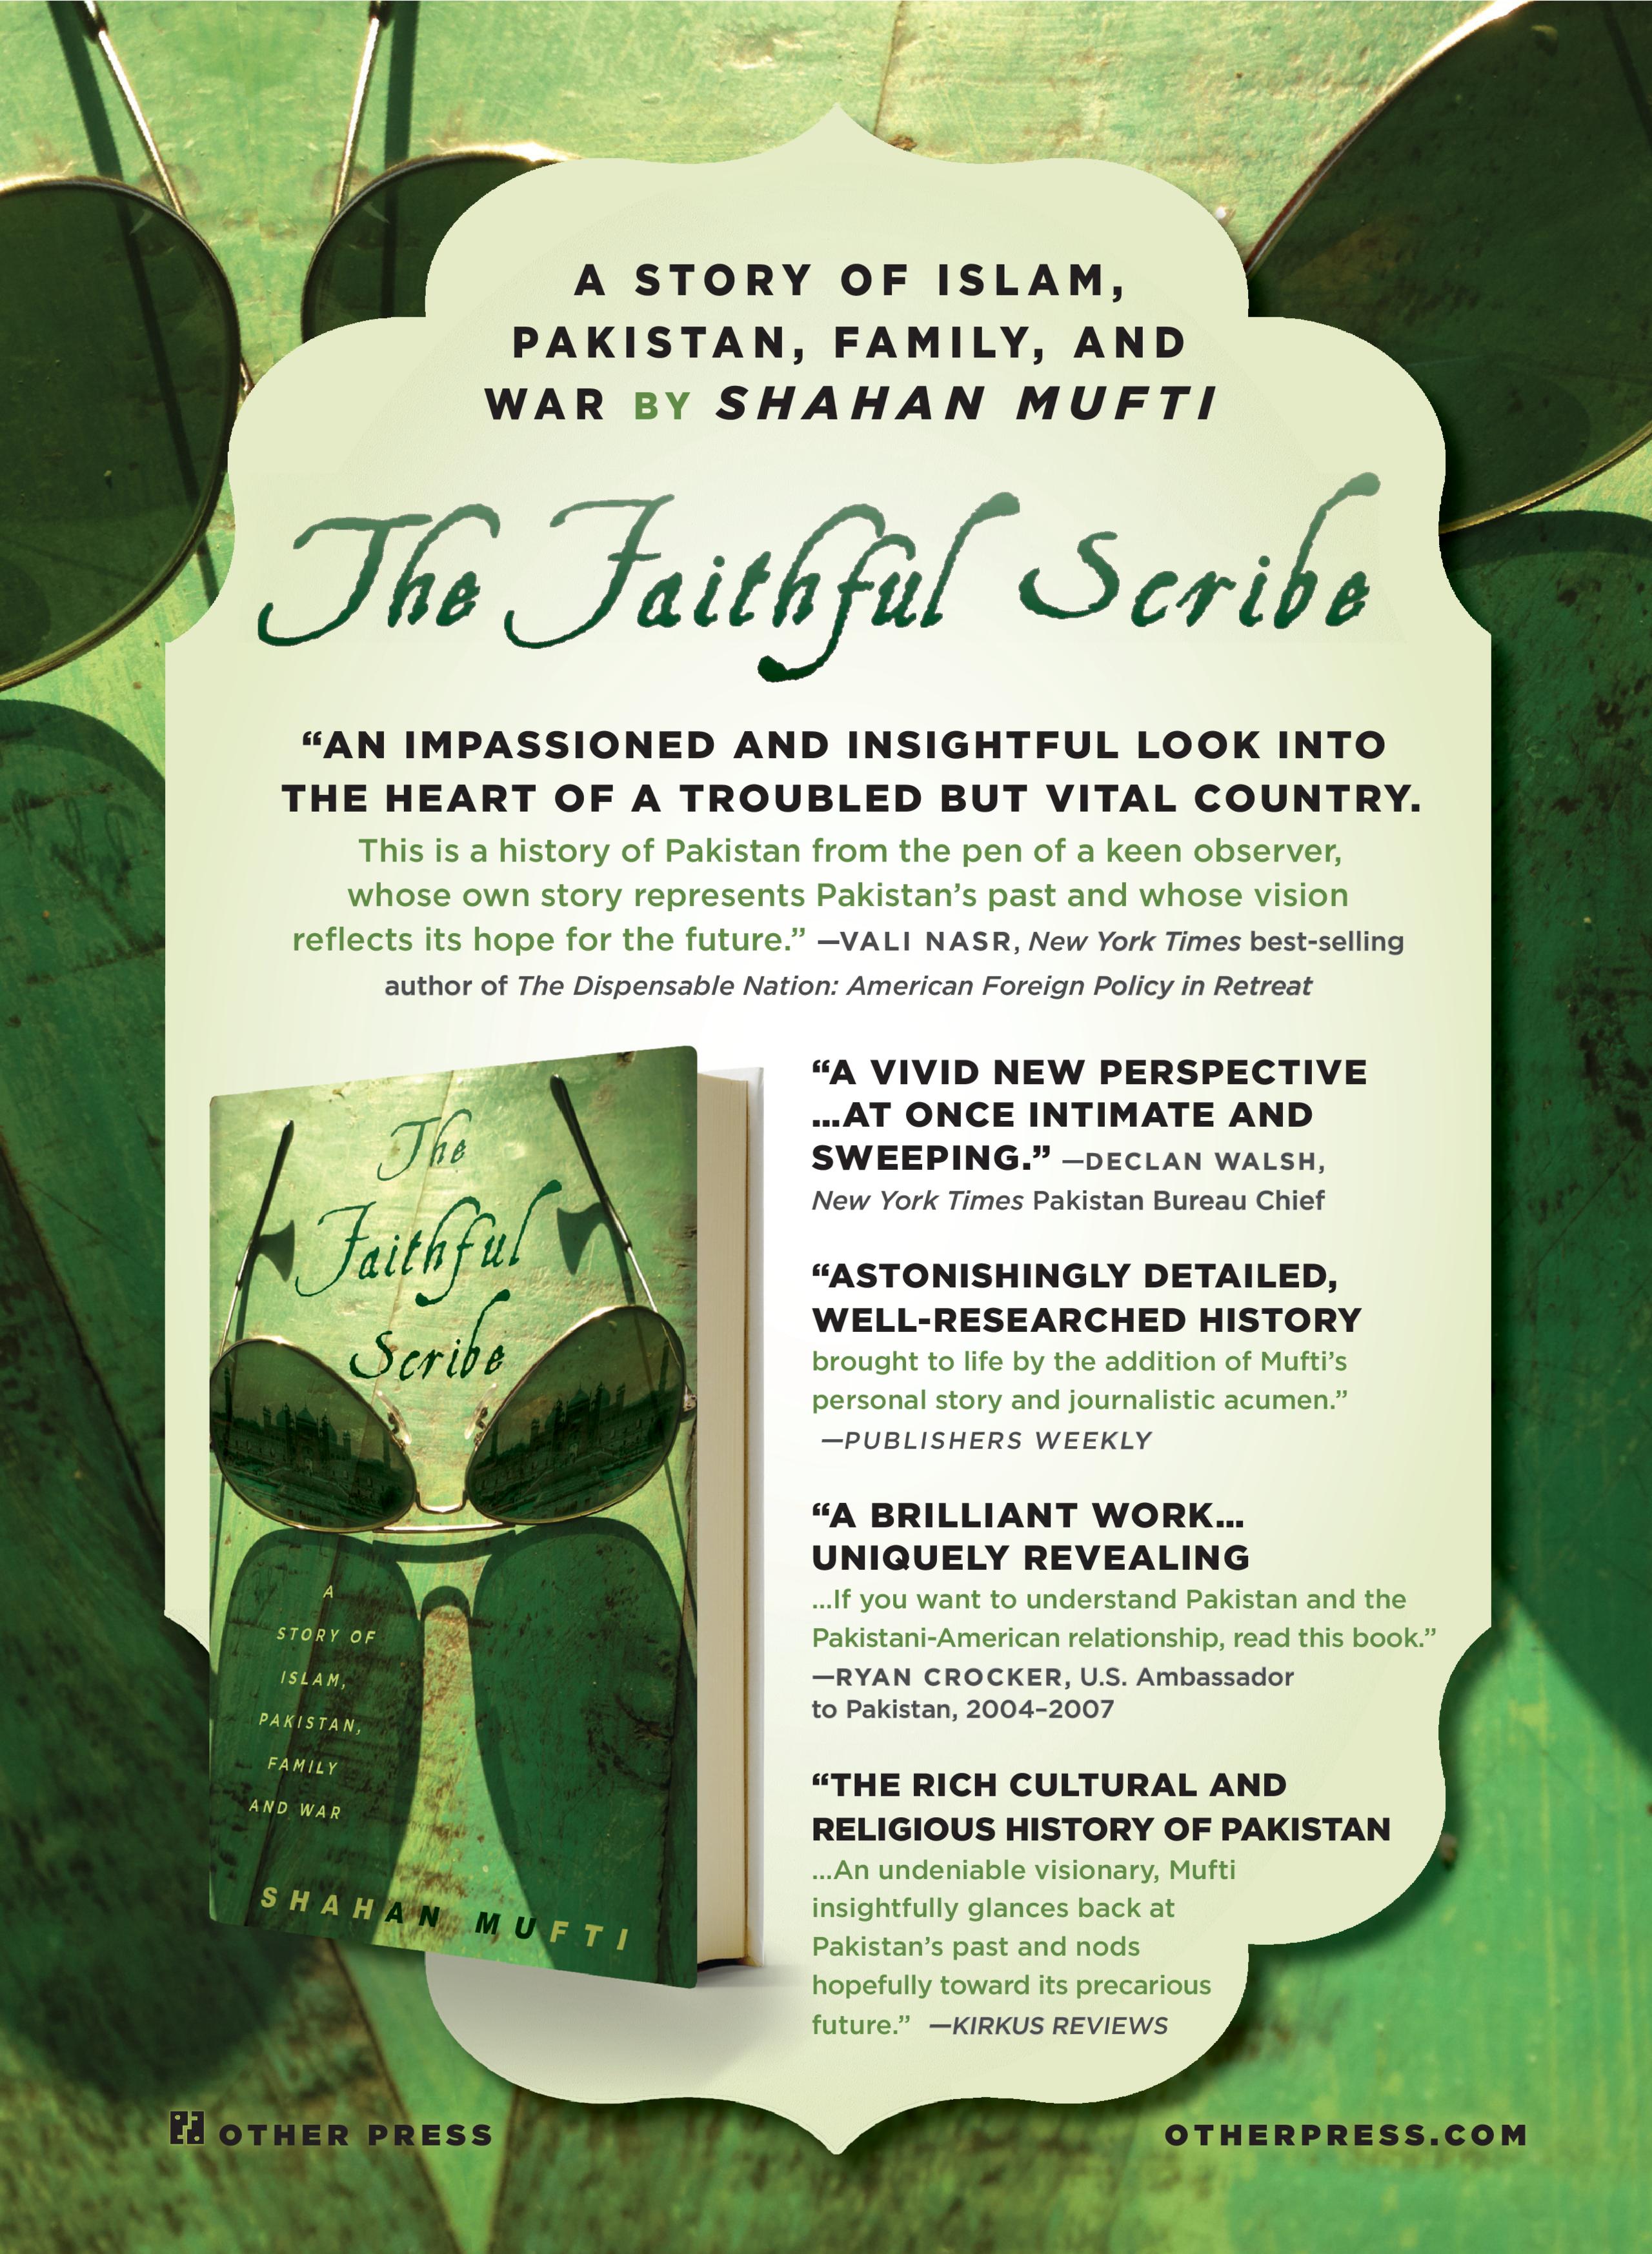 A STORY OF ISLAM,
PAKISTAN, FAMILY, AND
WAR BY SHAHAN MUFTI
The Faithful Scribe
“AN IMPASSIONED AND INSIGHTFUL LOOK INTO
THE HEART OF A TROUBLED BUT VITAL COUNTRY.
This is a history of Pakistan from the pen of a keen observer,
whose own story represents Pakistan’s past and whose vision
reflects its hope for the future.” —VALI NASR, New York Times best-selling
author of The Dispensable Nation: American Foreign Policy in Retreat
The
Faithful
Scribe
A
STORY OF
ISLAM,
PAKISTAN,
FAMILY
AND WAR
SHAHAN MUFTI
“A VIVID NEW PERSPECTIVE
...AT ONCE INTIMATE AND
SWEEPING.” —DECLAN WALSH,
New York Times Pakistan Bureau Chief
“ASTONISHINGLY DETAILED,
WELL-RESEARCHED HISTORY
brought to life by the addition of Mufti’s
personal story and journalistic acumen.”
—PUBLISHERS WEEKLY
“A BRILLIANT WORK...
UNIQUELY REVEALING
...If you want to understand Pakistan and the
Pakistani-American relationship, read this book.”
—RYAN CROCKER, U.S. Ambassador
to Pakistan, 2004–2007
“THE RICH CULTURAL AND
RELIGIOUS HISTORY OF PAKISTAN
...An undeniable visionary, Mufti
insightfully glances back at
Pakistan’s past and nods
hopefully toward its precarious
future.” —KIRKUS REVIEWS
OTHER PRESS
OTHERPRESS.COM